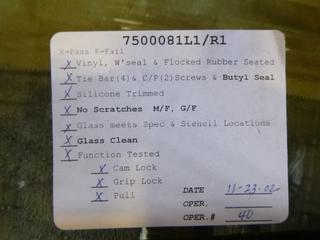 7500081L1/R1
X=Pass F=Fail
X Vinyl, W'seal & Flocked Rubber Seated
X Tie Bar(4)& C/P(2)Screws & Butyl Seal
X Silicone Trimmed
X No Scratches M/F, G/F
X Glass meets Spec & Stencil Locations
X Glass Clean
X Function Tested
X Cam Lock
X Grip Lock
X Pull
DATE 11-23-02
OPER.
OPER.# 40